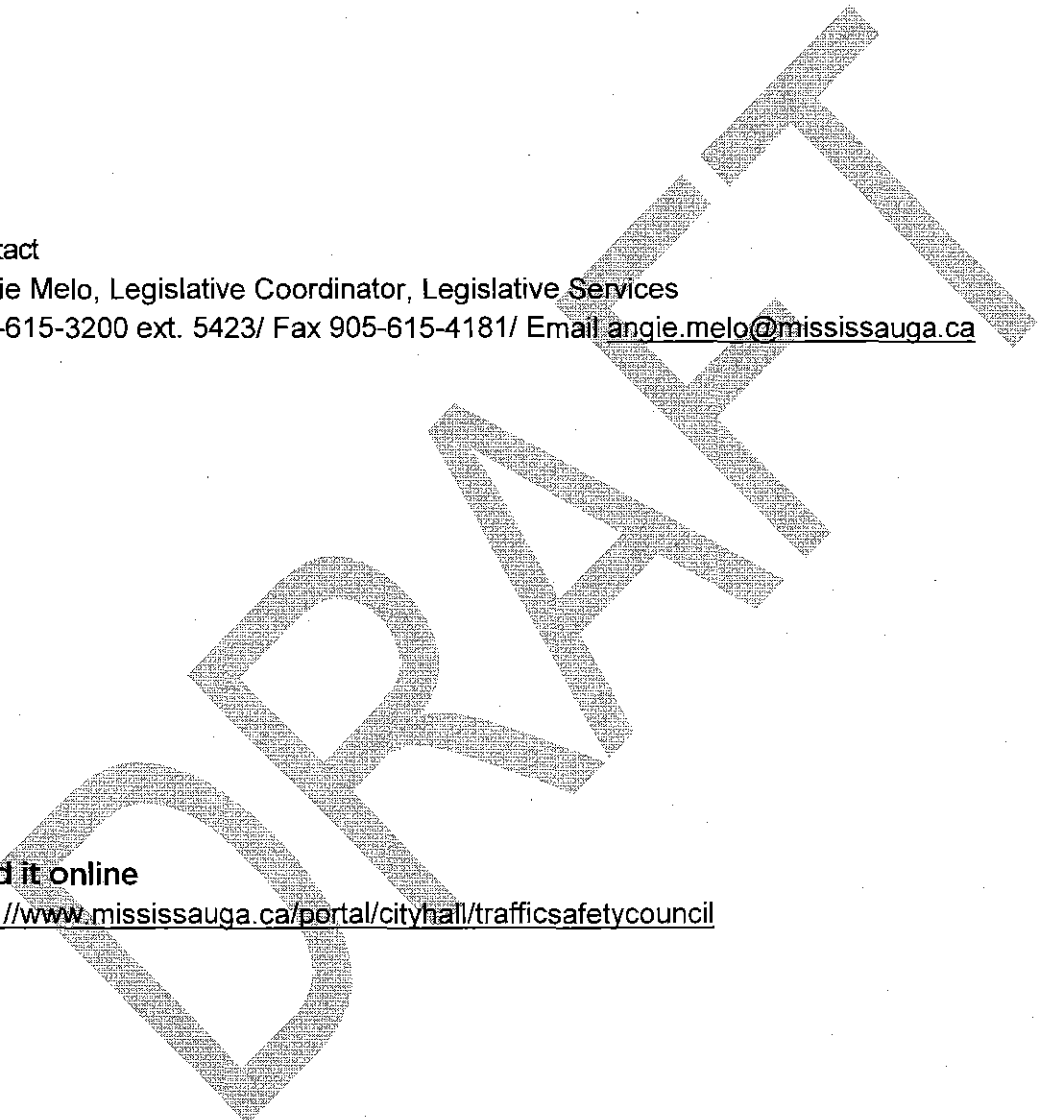 tact
ie Melo, Legislative Coordinator, Legislative Services
-615-3200 ext. 5423/ Fax 905-615-4181/ Email angie.melo@mississauga.ca
DRAFT
d it online
://www.mississauga.ca/portal/cityhall/trafficsafetycouncil